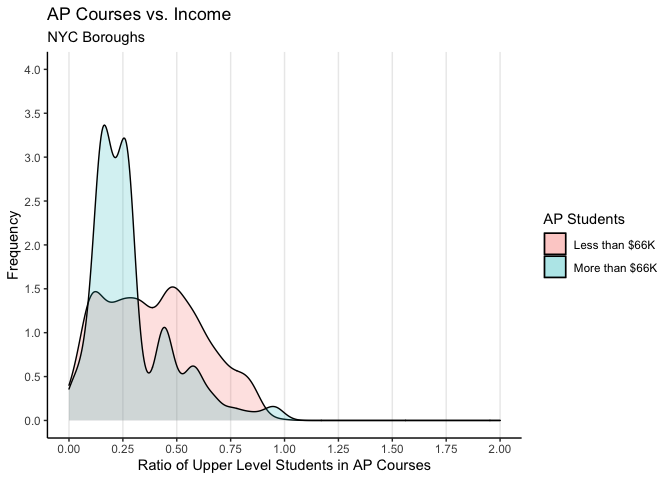 AP Courses vs. Income
NYC Boroughs
4.0
3.5
3.0
2.5
2.0
1.5
1.0
0.5
0.0
Frequency
0.00 0.25 0.50 0.75 1.00 1.25 1.50 1.75 2.00
Ratio of Upper Level Students in AP Courses
AP Students
Less than $66K
More than $66K